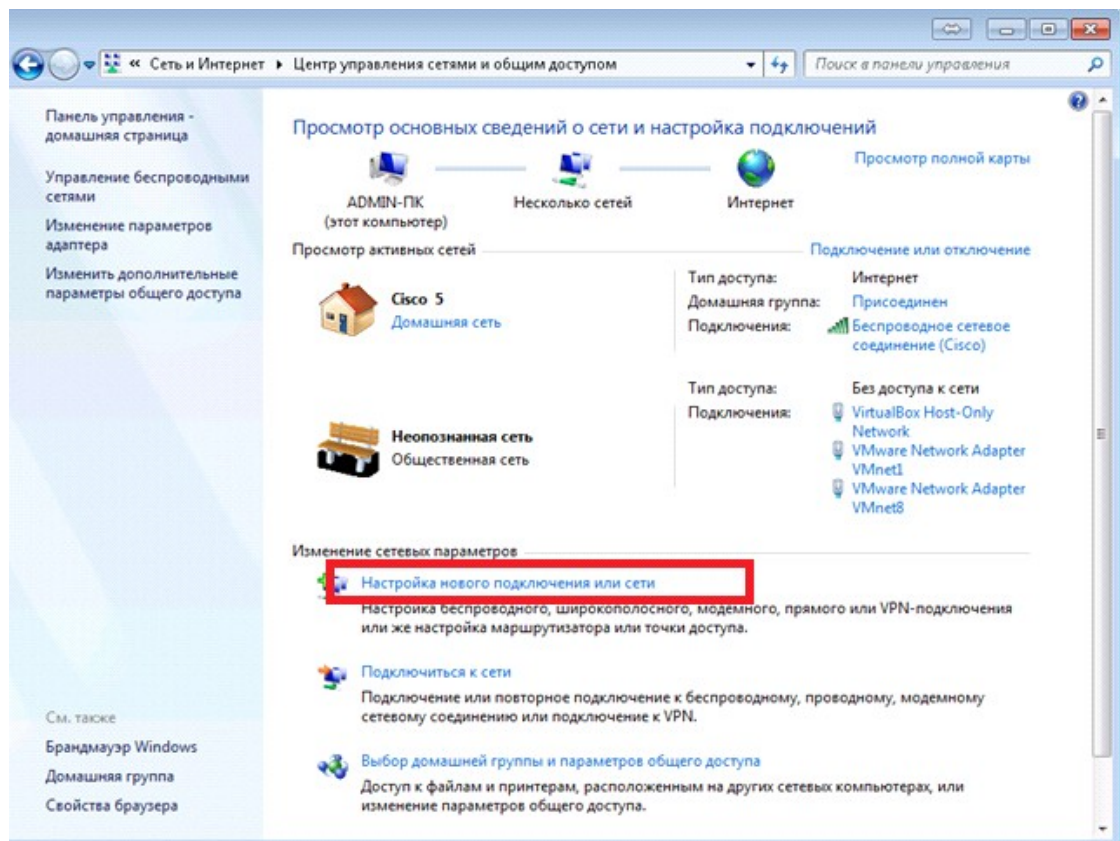 « Сеть и Интернет ▸ Центр управления сетями и общим доступом
Поиск в панели управления
Панель управления -
домашняя страница
Управление беспроводными
сетями
Изменение параметров
адаптера
Изменить дополнительные
параметры общего доступа
См. также
Брандмауэр Windows
Домашняя группа
Свойства браузера
Просмотр основных сведений о сети и настройка подключений
Просмотр полной карты
ADMIN-ПК
(этот компьютер)
Несколько сетей
Интернет
Просмотр активных сетей
Подключение или отключение
Cisco 5
Домашняя сеть
Тип доступа: Интернет
Домашняя группа: Присоединен
Подключения: Беспроводное сетевое
соединение (Cisco)
Неопознанная сеть
Общественная сеть
Тип доступа: Без доступа к сети
Подключения: VirtualBox Host-Only
Network
VMware Network Adapter
VMnet1
VMware Network Adapter
VMnet8
Изменение сетевых параметров
Настройка нового подключения или сети
Настройка беспроводного, широкополосного, модемного, прямого или VPN-подключения
или же настройка маршрутизатора или точки доступа.
Подключиться к сети
Подключение или повторное подключение к беспроводному, проводному, модемному
сетевому соединению или подключение к VPN.
Выбор домашней группы и параметров общего доступа
Доступ к файлам и принтерам, расположенным на других сетевых компьютерах, или
изменение параметров общего доступа.